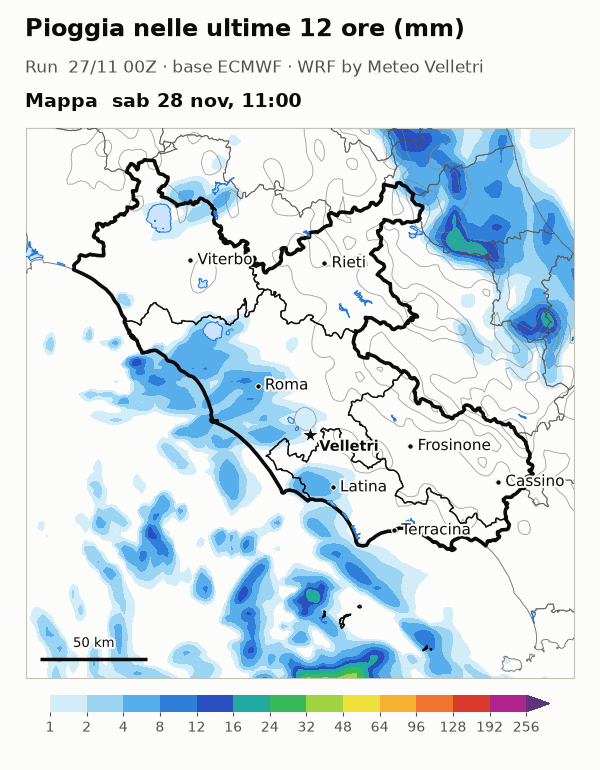 Pioggia nelle ultime 12 ore (mm)
Run  27/11 00Z · base ECMWF · WRF by Meteo Velletri
Mappa  sab 28 nov, 11:00
Viterbo
Rieti
Roma
Velletri
Frosinone
Latina
Cassino
Terracina
50 km
1 2 4 8 12 16 24 32 48 64 96 128 192 256